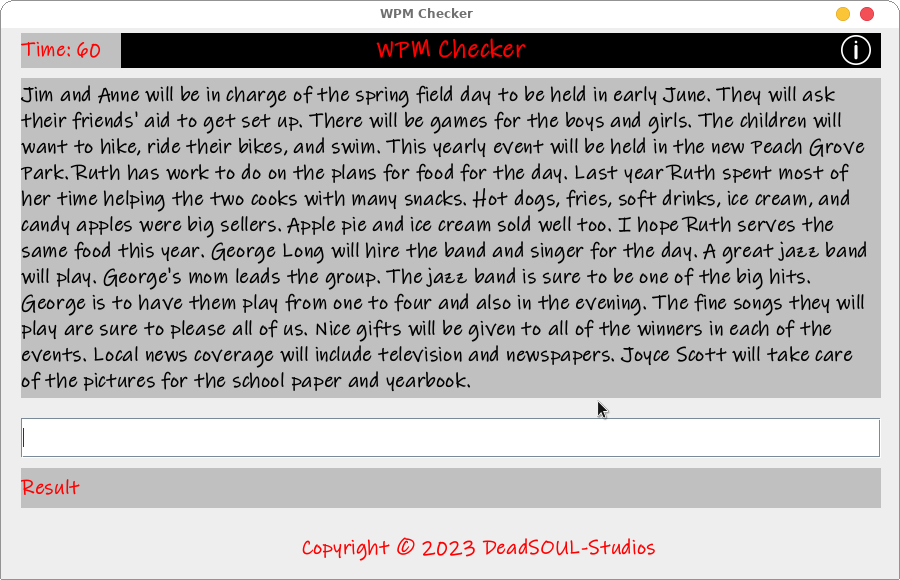 WPM Checker
Time: 60 WPM Checker
Jim and Anne will be in charge of the spring field day to be held in early June. They will ask
their friends' aid to get set up. There will be games for the boys and girls. The children will
want to hike, ride their bikes, and swim. This yearly event will be held in the new Peach Grove
Park. Ruth has work to do on the plans for food for the day. Last year Ruth spent most of
her time helping the two cooks with many snacks. Hot dogs, fries, soft drinks, ice cream, and
candy apples were big sellers. Apple pie and ice cream sold well too. I hope Ruth serves the
same food this year. George Long will hire the band and singer for the day. A great jazz band
will play. George's mom leads the group. The jazz band is sure to be one of the big hits.
George is to have them play from one to four and also in the evening. The fine songs they will
play are sure to please all of us. Nice gifts will be given to all of the winners in each of the
events. Local news coverage will include television and newspapers. Joyce Scott will take care
of the pictures for the school paper and yearbook.
Result
Copyright © 2023 DeadSOUL-Studios